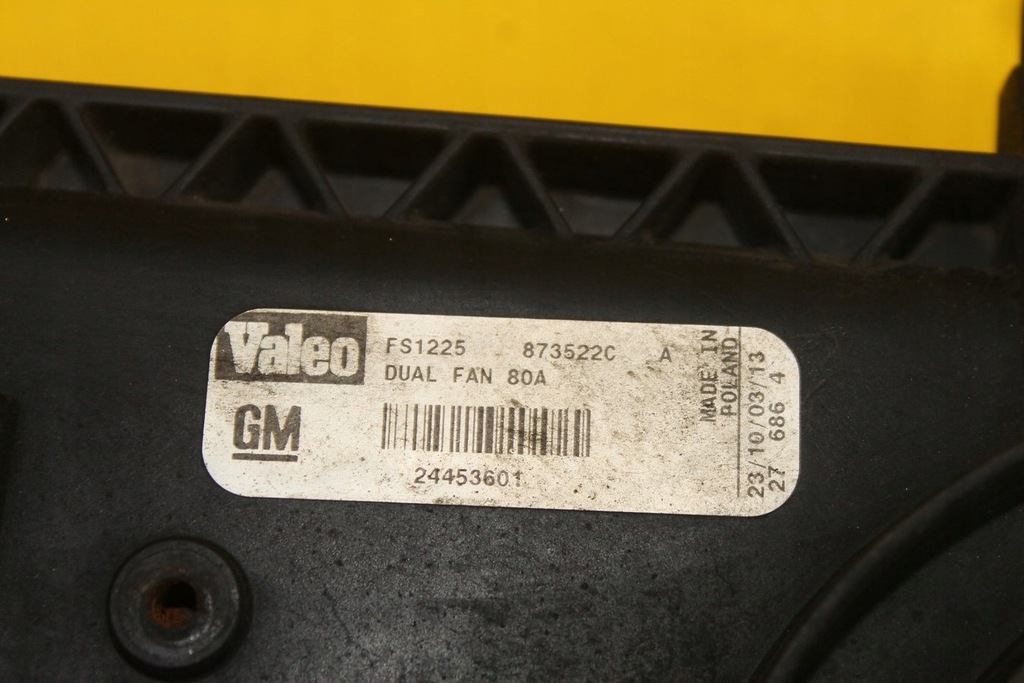 Valeo
FS1225 873522C A
DUAL FAN 80A
GM
24453601
MADE IN
POLAND
23/10/03/13
27 686 4